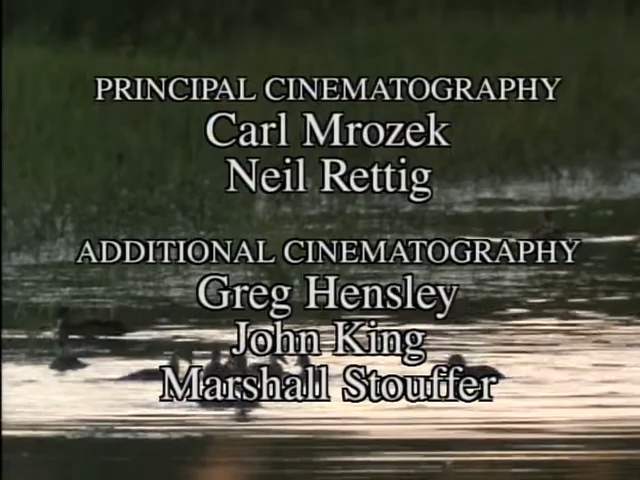 PRINCIPAL CINEMATOGRAPHY
Carl Mrozek
Neil Rettig
ADDITIONAL CINEMATOGRAPHY
Greg Hensley
John King
Marshall Stouffer